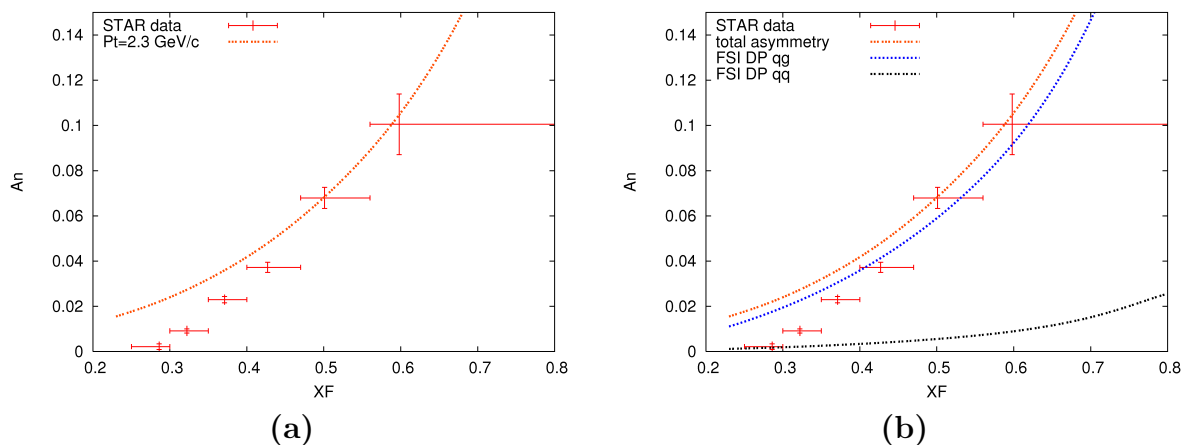 STAR data
Pt=2.3 GeV/c
An
0.14
0.12
0.1
0.08
0.06
0.04
0.02
0
0.2 0.3 0.4 0.5 0.6 0.7 0.8
XF
(a)
STAR data
total asymmetry
FSI DP qg
FSI DP qq
An
0.14
0.12
0.1
0.08
0.06
0.04
0.02
0
0.2 0.3 0.4 0.5 0.6 0.7 0.8
XF
(b)